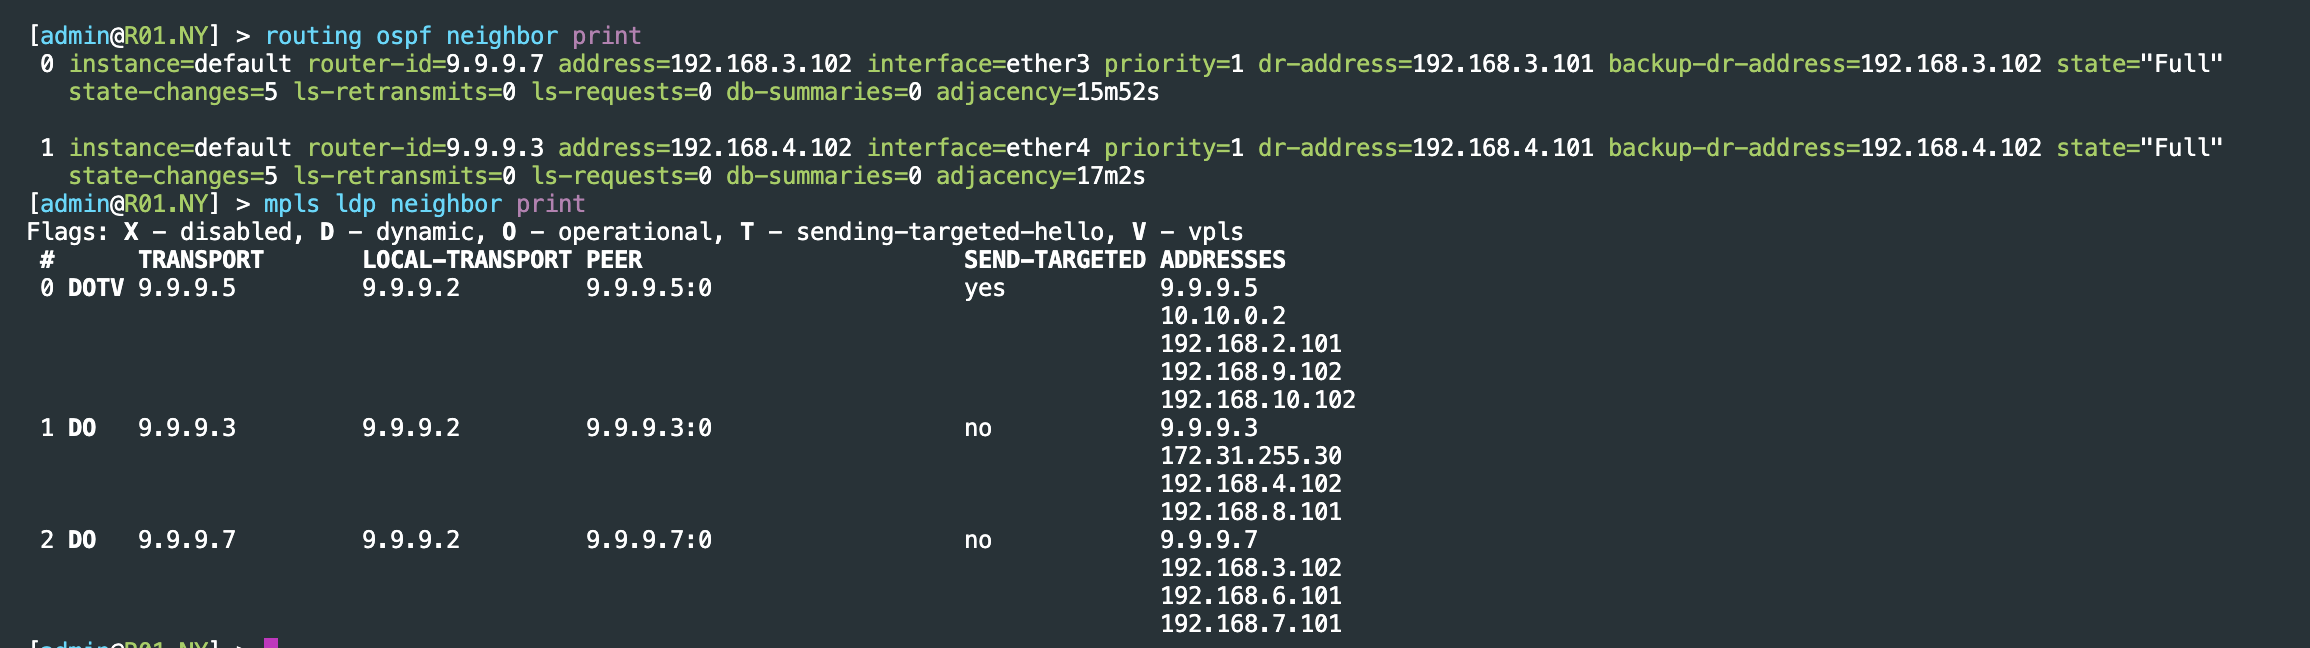 [admin@R01.NY] > routing ospf neighbor print
 0 instance=default router-id=9.9.9.7 address=192.168.3.102 interface=ether3 priority=1 dr-address=192.168.3.101 backup-dr-address=192.168.3.102 state="Full"
   state-changes=5 ls-retransmits=0 ls-requests=0 db-summaries=0 adjacency=15m52s

 1 instance=default router-id=9.9.9.3 address=192.168.4.102 interface=ether4 priority=1 dr-address=192.168.4.101 backup-dr-address=192.168.4.102 state="Full"
   state-changes=5 ls-retransmits=0 ls-requests=0 db-summaries=0 adjacency=17m2s
[admin@R01.NY] > mpls ldp neighbor print
Flags: X - disabled, D - dynamic, O - operational, T - sending-targeted-hello, V - vpls
 #      TRANSPORT       LOCAL-TRANSPORT PEER                       SEND-TARGETED ADDRESSES
 0 DOTV 9.9.9.5         9.9.9.2         9.9.9.5:0                  yes           9.9.9.5
                                                                                 10.10.0.2
                                                                                 192.168.2.101
                                                                                 192.168.9.102
                                                                                 192.168.10.102
 1 DO   9.9.9.3         9.9.9.2         9.9.9.3:0                  no            9.9.9.3
                                                                                 172.31.255.30
                                                                                 192.168.4.102
                                                                                 192.168.8.101
 2 DO   9.9.9.7         9.9.9.2         9.9.9.7:0                  no            9.9.9.7
                                                                                 192.168.3.102
                                                                                 192.168.6.101
                                                                                 192.168.7.101
[admin@R01.NY] >